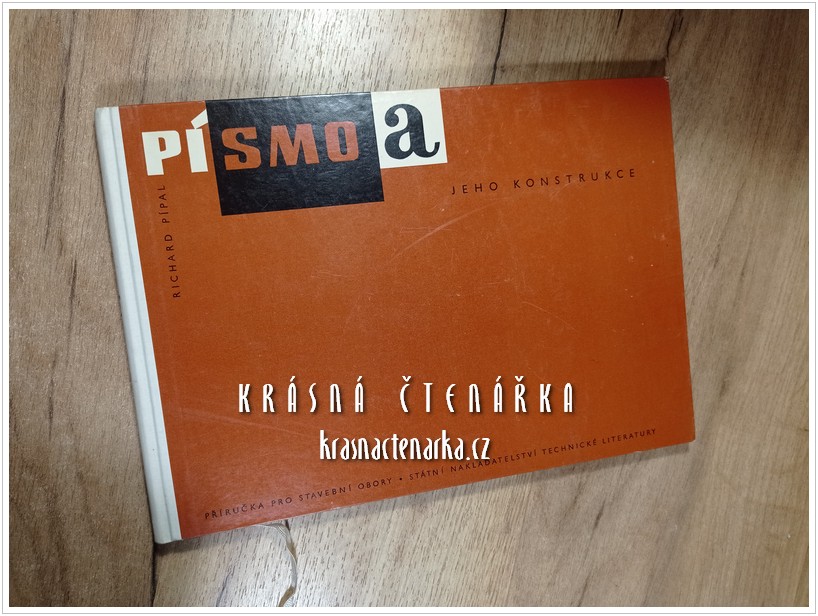 PÍSMO a
JEHO KONSTRUKCE
RICHARD PÍPAL
KRÁSNÁ ČTENÁŘKA
krasnactenarka.cz
PŘÍRUČKA PRO STAVEBNÍ OBORY • STÁTNÍ NAKLADATELSTVÍ TECHNICKÉ LITERATURY